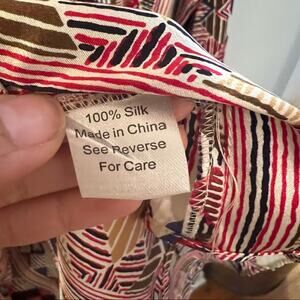 100% Silk
Made in China
See Reverse
For Care